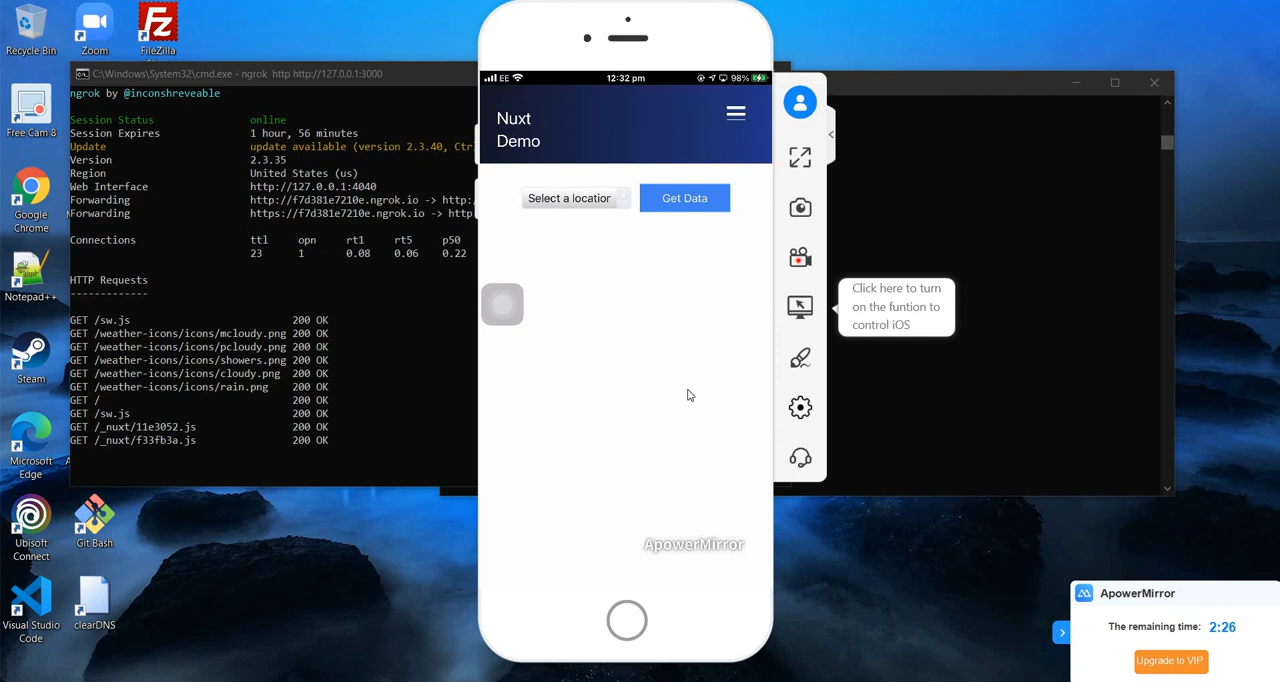 Recycle Bin
Zoom
FileZilla
Free Cam 8
Google
Chrome
Notepad++
Steam
Microsoft
Edge
Ubisoft
Connect
Git Bash
Visual Studio
Code
clearDNS
C:\Windows\System32\cmd.exe - ngrok http http://127.0.0.1:3000
ngrok by @inconshreveable
Session Status online
Session Expires 1 hour, 56 minutes
Update update available (version 2.3.40, Ctr
Version 2.3.35
Region United States (us)
Web Interface http://127.0.0.1:4040
Forwarding http://f7d381e7210e.ngrok.io -> http:
Forwarding https://f7d381e7210e.ngrok.io -> http
Connections ttl opn rt1 rt5 p50
23 1 0.08 0.06 0.22
HTTP Requests
-------------
GET /sw.js 200 OK
GET /weather-icons/icons/mcloudy.png 200 OK
GET /weather-icons/icons/pcloudy.png 200 OK
GET /weather-icons/icons/showers.png 200 OK
GET /weather-icons/icons/cloudy.png 200 OK
GET /weather-icons/icons/rain.png 200 OK
GET / 200 OK
GET /sw.js 200 OK
GET /_nuxt/11e3052.js 200 OK
GET /_nuxt/f33fb3a.js 200 OK
EE 12:32 pm 98%
Nuxt
Demo
Select a location Get Data
ApowerMirror
Click here to turn
on the funtion to
control iOS
ApowerMirror
The remaining time: 2:26
Upgrade to VIP